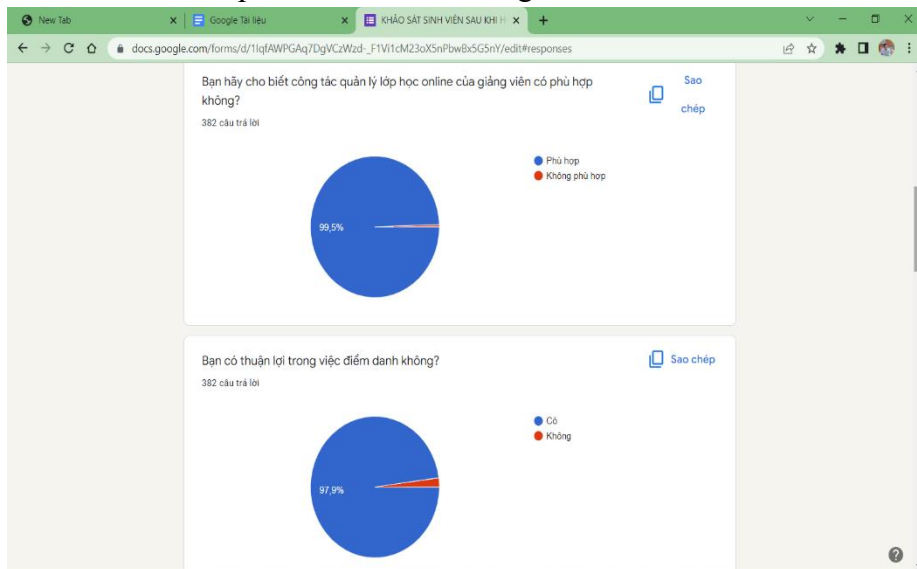 New Tab
Google Tài liệu
KHẢO SÁT SINH VIÊN SAU KHI H
docs.google.com/forms/d/1IqfAWPGAq7DgVCzWzd-_F1Vi1cM23oX5nPbwBx5G5nY/edit#responses
Bạn hãy cho biết công tác quản lý lớp học online của giảng viên có phù hợp
không?
Sao
chép
382 câu trả lời
Phù hợp
Không phù hợp
99,5%
Bạn có thuận lợi trong việc điểm danh không?
Sao chép
382 câu trả lời
Có
Không
97,9%